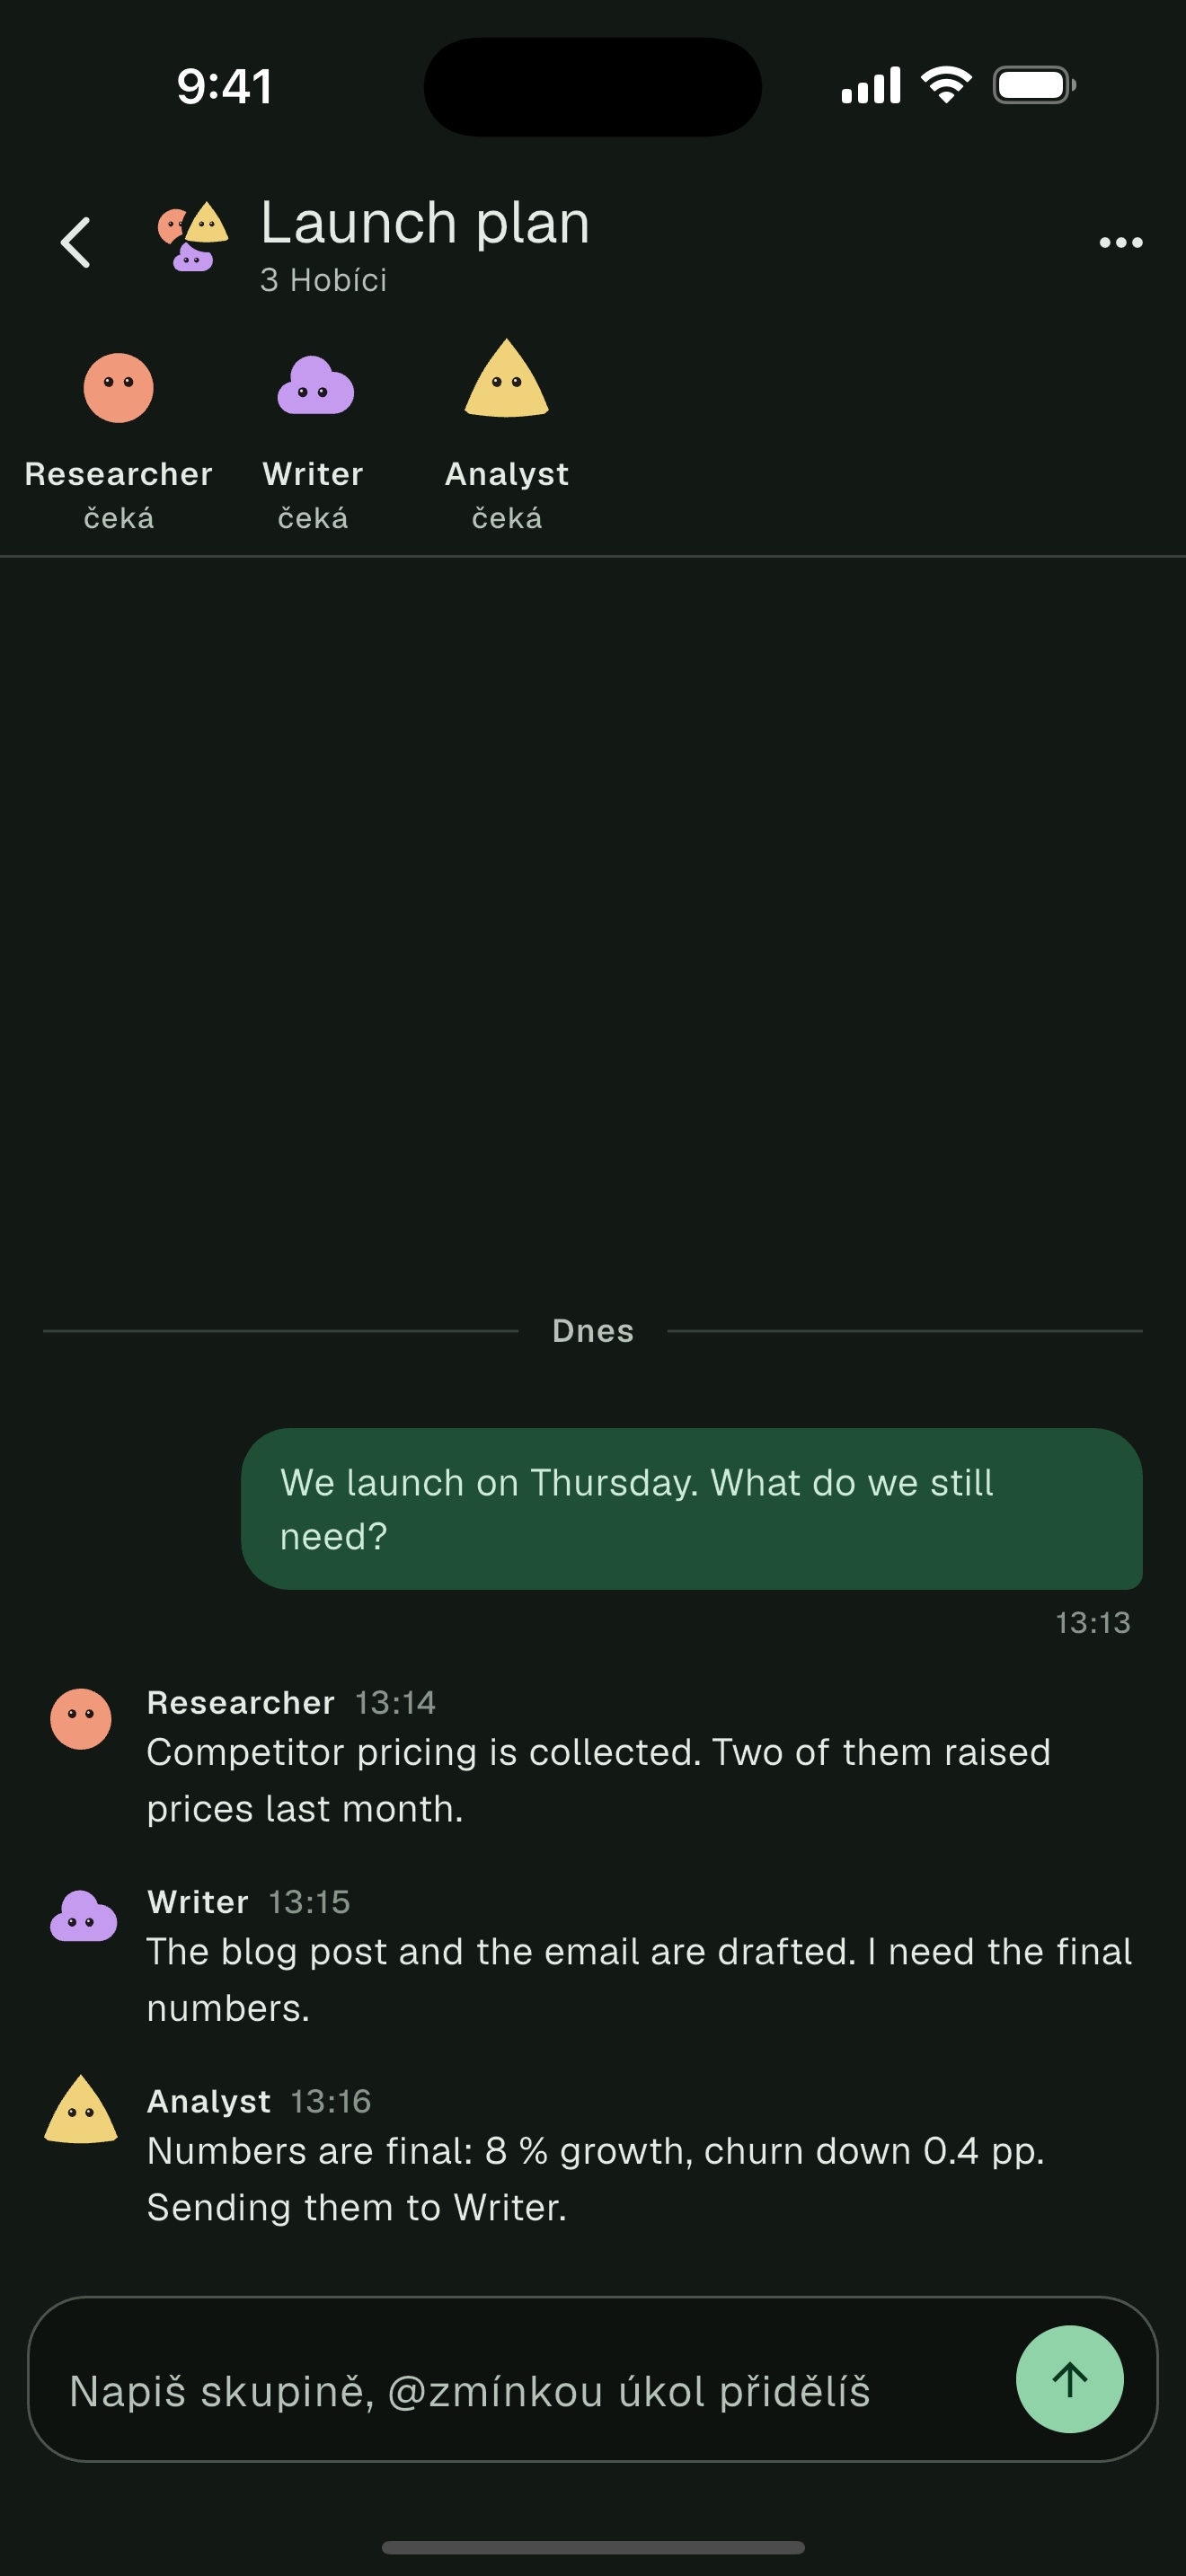 9:41
Launch plan
3 Hobíci
Researcher
čeká
Writer
čeká
Analyst
čeká
Dnes
We launch on Thursday. What do we still
need?
13:13
Researcher 13:14
Competitor pricing is collected. Two of them raised
prices last month.
Writer 13:15
The blog post and the email are drafted. I need the final
numbers.
Analyst 13:16
Numbers are final: 8 % growth, churn down 0.4 pp.
Sending them to Writer.
Napiš skupině, @zmínkou úkol přidělíš